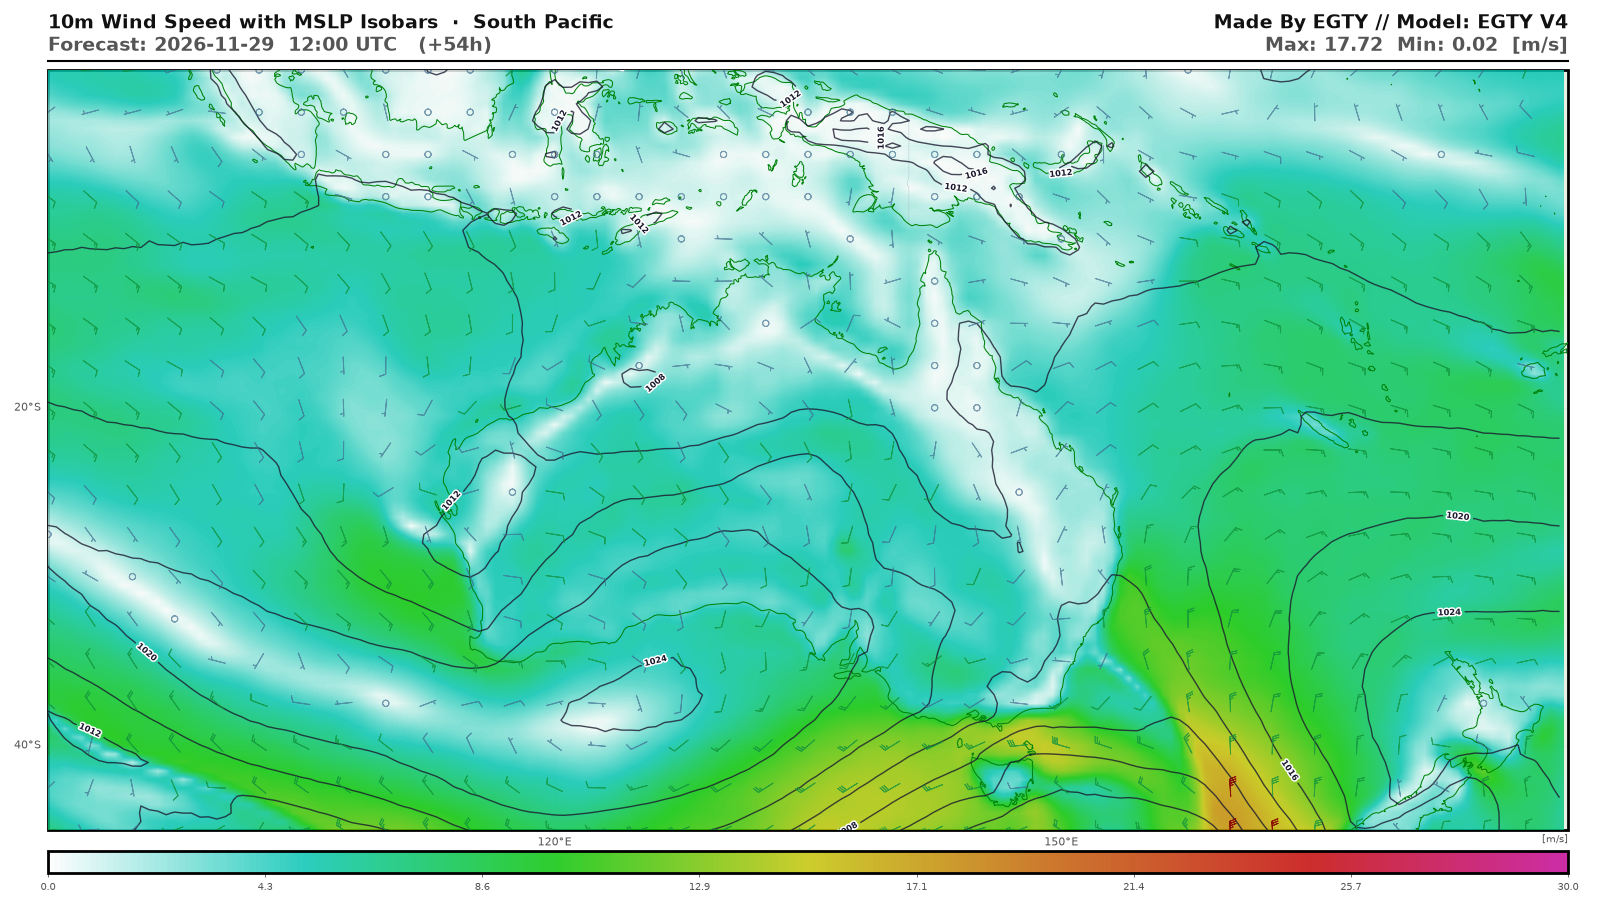 10m Wind Speed with MSLP Isobars · South Pacific
Made By EGTY // Model: EGTY V4
Forecast: 2026-11-29 12:00 UTC (+54h)
Max: 17.72 Min: 0.02 [m/s]
1012
1012
1016
1016
1012
1012
1012
1012
1008
20°S
1012
1020
1024
1020
1024
1012
40°S
1016
008
120°E
150°E
[m/s]
0.0
4.3
8.6
12.9
17.1
21.4
25.7
30.0